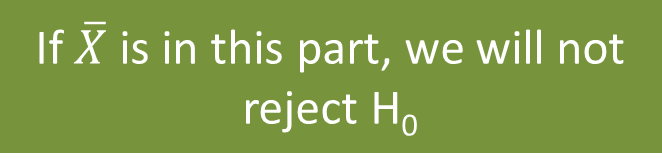 If X̅ is in this part, we will not
reject H₀